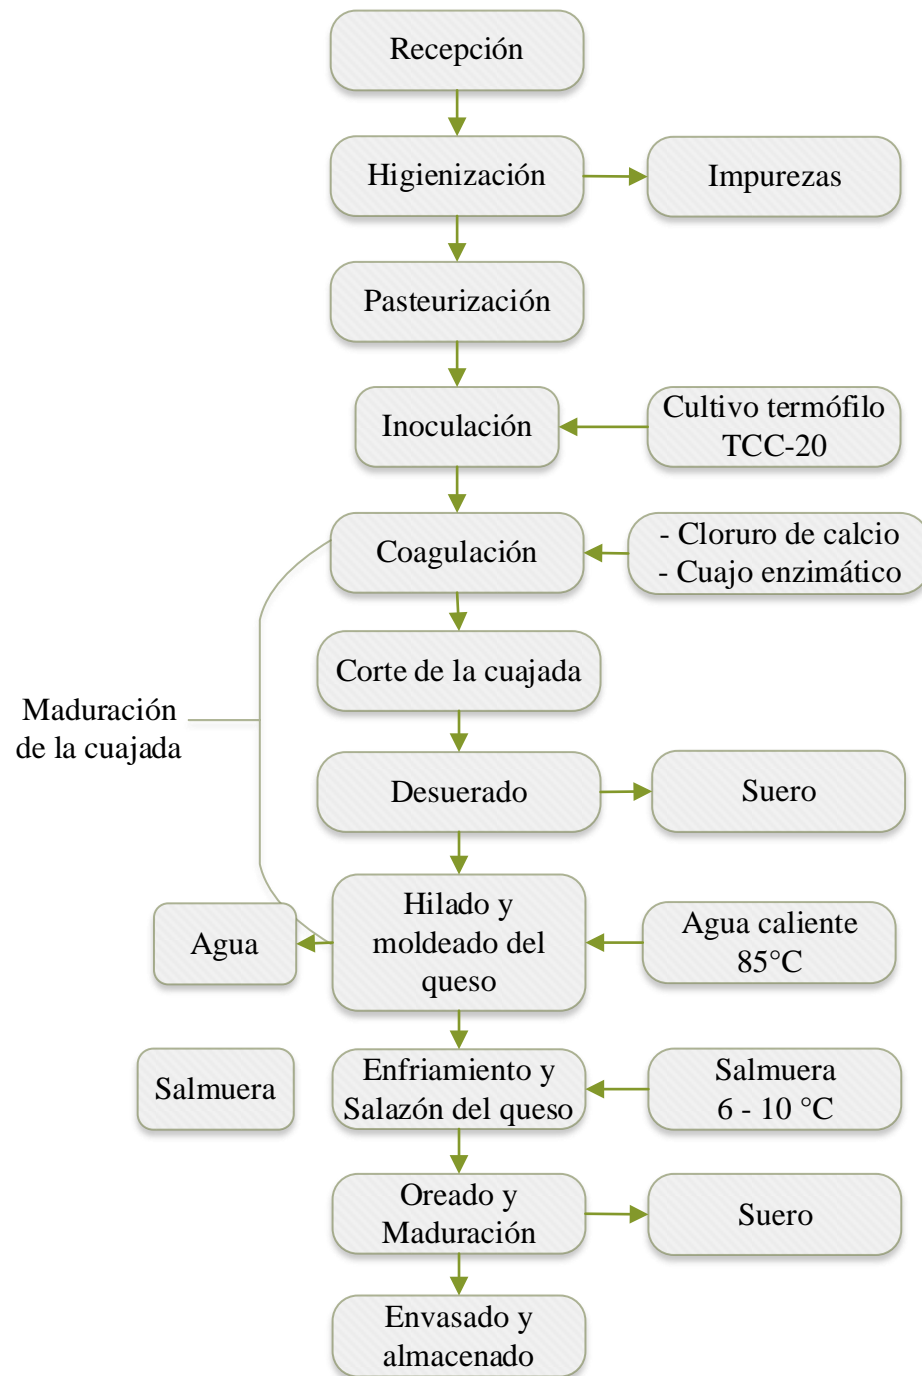 Recepción
Higienización
Impurezas
Pasteurización
Inoculación
Cultivo termófilo
TCC-20
Coagulación
- Cloruro de calcio
- Cuajo enzimático
Corte de la cuajada
Maduración
de la cuajada
Desuerado
Suero
Agua
Hilado y
moldeado del
queso
Agua caliente
85°C
Salmuera
Enfriamiento y
Salazón del queso
Salmuera
6 - 10 °C
Oreado y
Maduración
Suero
Envasado y
almacenado